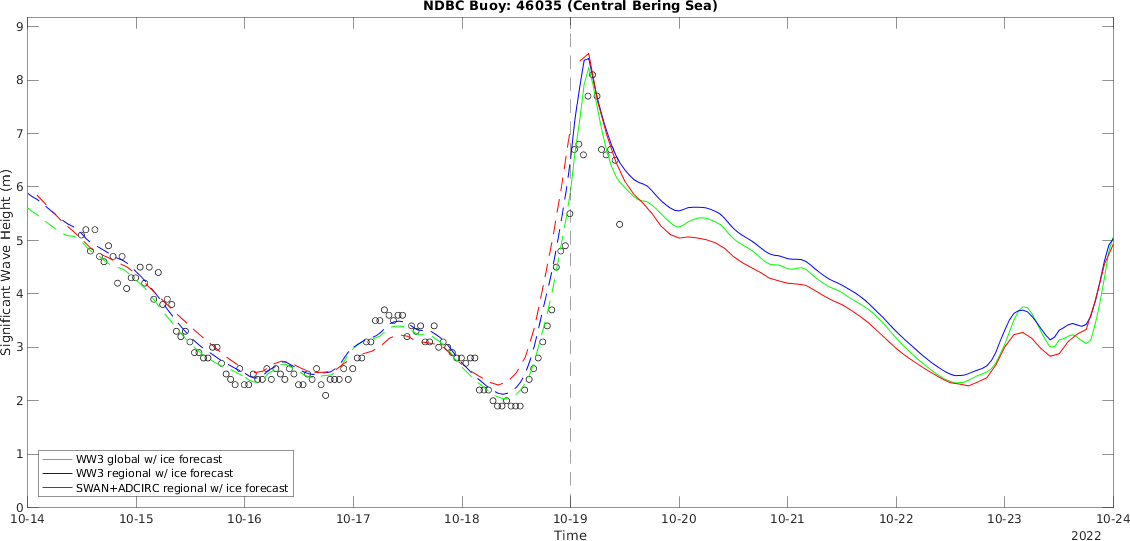 NDBC Buoy: 46035 (Central Bering Sea)
9
8
7
6
5
4
3
2
1
0
Significant Wave Height (m)
WW3 global w/ ice forecast
WW3 regional w/ ice forecast
SWAN+ADCIRC regional w/ ice forecast
10-14 10-15 10-16 10-17 10-18 10-19 10-20 10-21 10-22 10-23 10-24
Time
2022